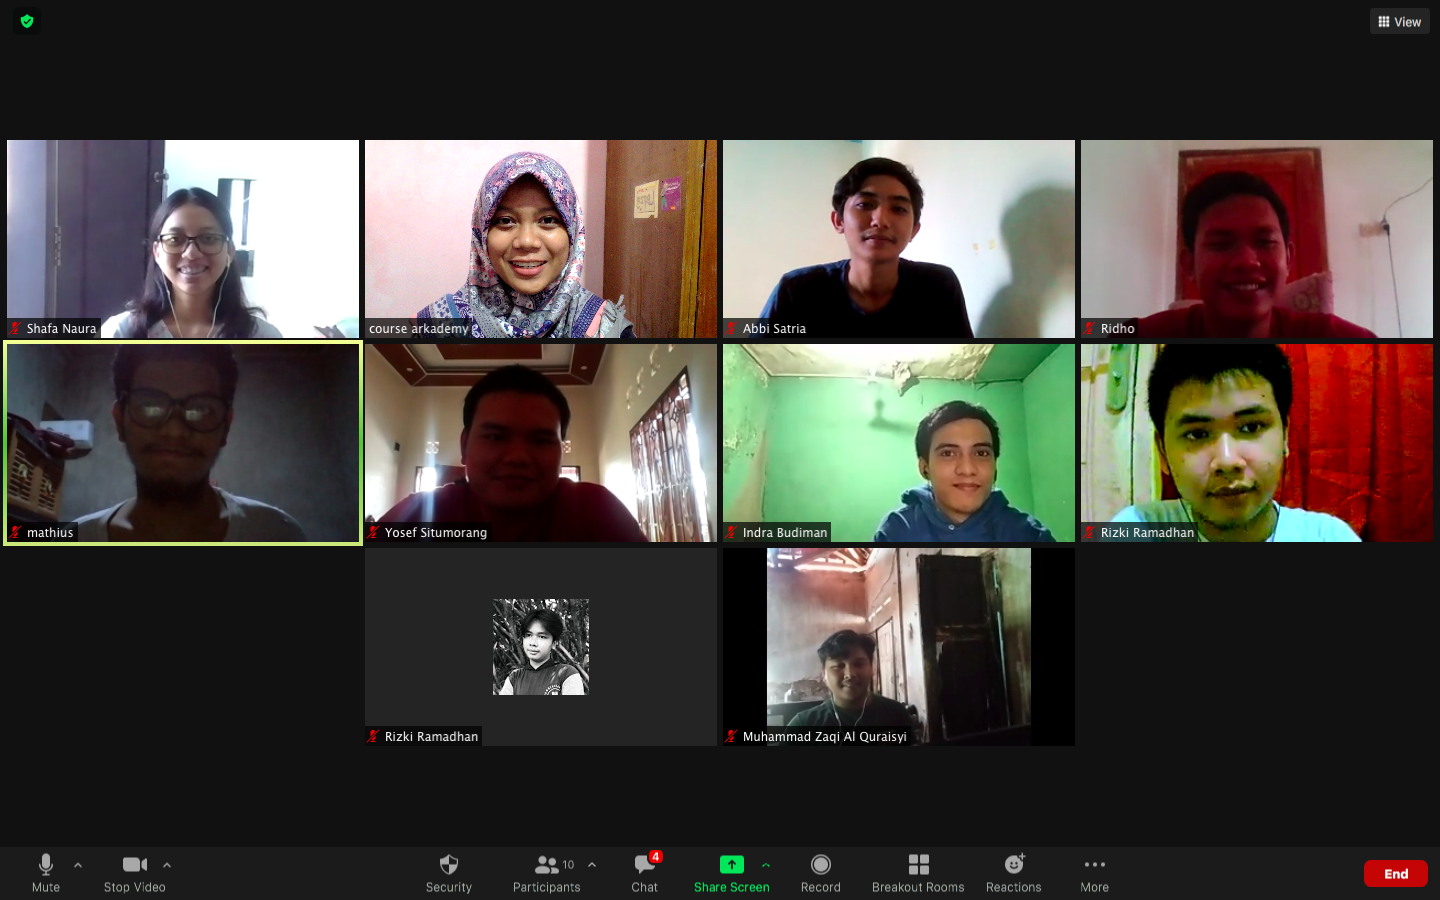 View
Shafa Naura
course arkademy
Abbi Satria
Ridho
mathius
Yosef Situmorang
Indra Budiman
Rizki Ramadhan
Rizki Ramadhan
Muhammad Zaqi Al Quraisyi
Mute
Stop Video
Security
Participants
10
Chat
4
Share Screen
Record
Breakout Rooms
Reactions
More
End